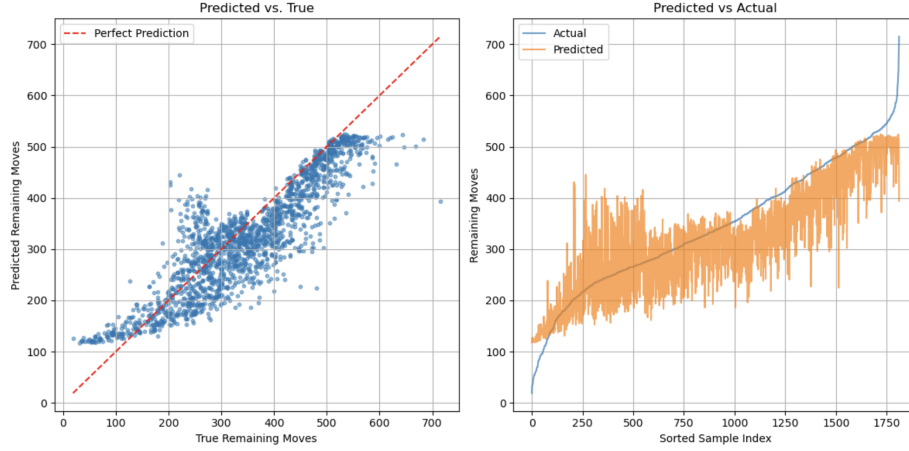 Predicted vs. True
Perfect Prediction
700
600
500
400
300
200
100
0
Predicted Remaining Moves
0 100 200 300 400 500 600 700
True Remaining Moves
Predicted vs Actual
Actual
Predicted
700
600
500
400
300
200
100
0
Remaining Moves
0 250 500 750 1000 1250 1500 1750
Sorted Sample Index